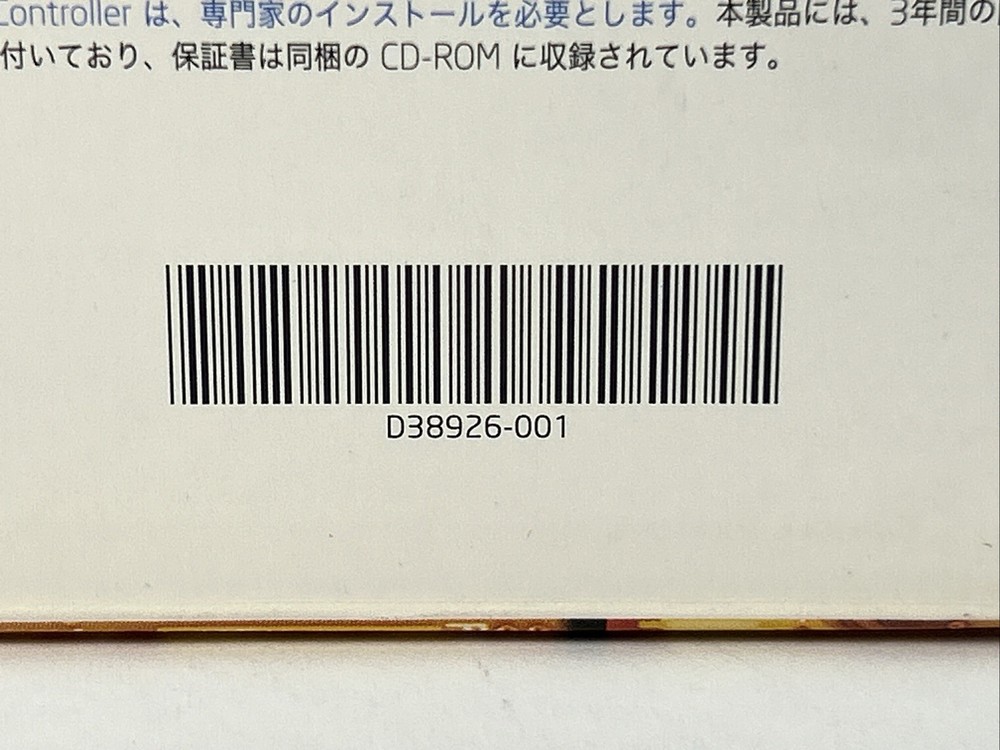 Controller は、専門家のインストールを必要とします。本製品には、3年間の
付いており、保証書は同梱の CD-ROM に収録されています。
D38926-001